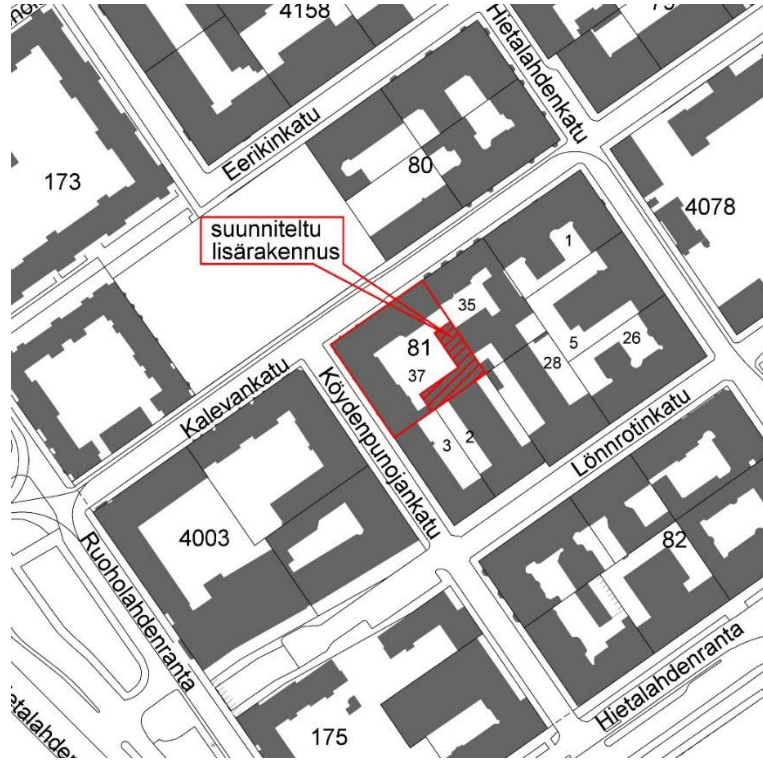 4158
Hietalahdenkatu
Eerikinkatu
173
80
4078
suunniteltu
lisärakennus
35
1
81
37
5
26
28
Kalevankatu
Köydenpunojankatu
3
2
Lönnrotinkatu
4003
82
Ruoholahdenranta
Hietalahdenranta
175